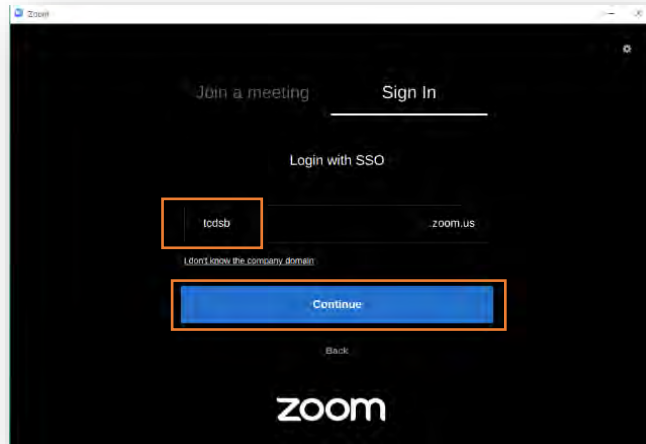 Zoom
Join a meeting Sign In
Login with SSO
tcdsb .zoom.us
I don't know the company domain
Continue
Back
zoom